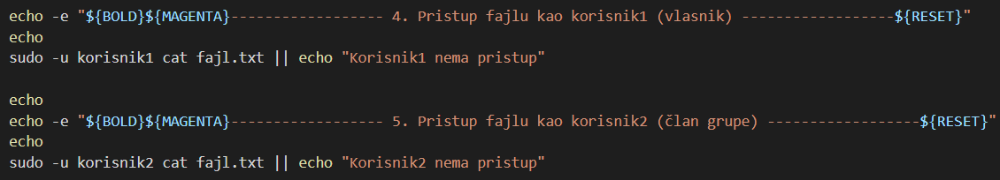 echo -e "${BOLD}${MAGENTA}------------------ 4. Pristup fajlu kao korisnik1 (vlasnik) ------------------${RESET}"
echo
sudo -u korisnik1 cat fajl.txt || echo "Korisnik1 nema pristup"
echo
echo -e "${BOLD}${MAGENTA}------------------ 5. Pristup fajlu kao korisnik2 (član grupe) ------------------${RESET}"
echo
sudo -u korisnik2 cat fajl.txt || echo "Korisnik2 nema pristup"